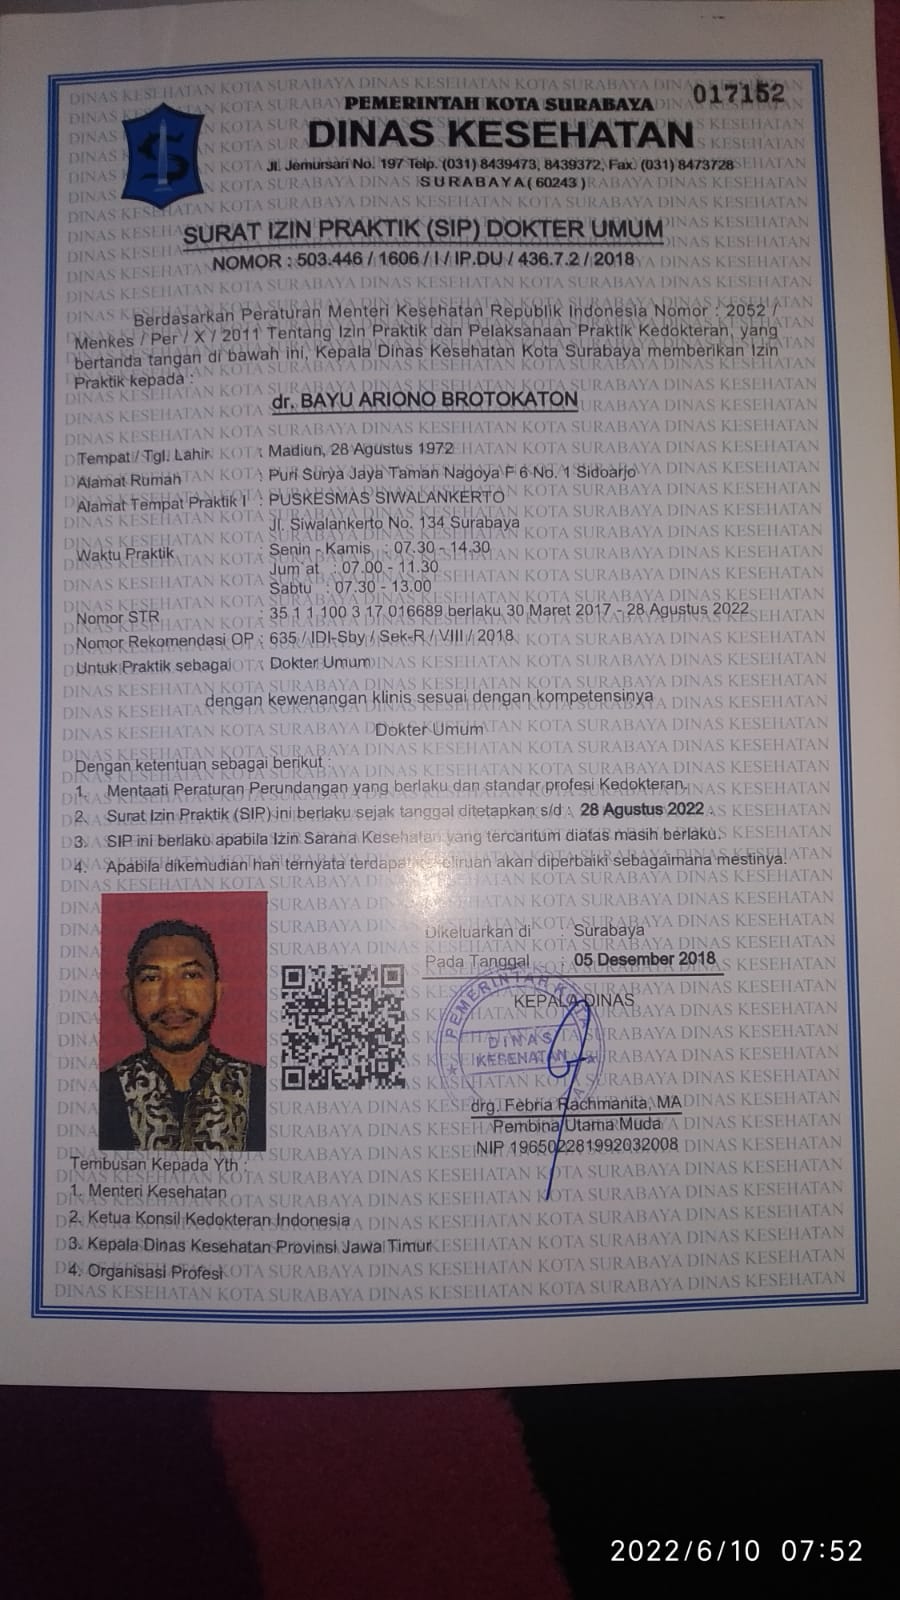 017152
PEMERINTAH KOTA SURABAYA
DINAS KESEHATAN
Jl. Jemursari No. 197 Telp. (031) 8439473, 8439372, Fax. (031) 8473728
SURABAYA ( 60243 )
SURAT IZIN PRAKTIK (SIP) DOKTER UMUM
NOMOR : 503.446 / 1606 / I / IP.DU / 436.7.2 / 2018
Berdasarkan Peraturan Menteri Kesehatan Republik Indonesia Nomor : 2052 /
Menkes / Per / X / 2011 Tentang Izin Praktik dan Pelaksanaan Praktik Kedokteran, yang
bertanda tangan di bawah ini, Kepala Dinas Kesehatan Kota Surabaya memberikan Izin
Praktik kepada :
dr. BAYU ARIONO BROTOKATON
Tempat / Tgl. Lahir : Madiun, 28 Agustus 1972
Alamat Rumah : Puri Surya Jaya Taman Nagoya F 6 No. 1 Sidoarjo
Alamat Tempat Praktik I : PUSKESMAS SIWALANKERTO
Jl. Siwalankerto No. 134 Surabaya
Waktu Praktik : Senin - Kamis : 07.30 - 14.30
Jum at : 07.00 - 11.30
Sabtu : 07.30 - 13.00
Nomor STR : 35 1 1 100 3 17 016689 berlaku 30 Maret 2017 - 28 Agustus 2022
Nomor Rekomendasi OP : 635 / IDI-Sby / Sek-R / VIII / 2018
Untuk Praktik sebagai : Dokter Umum
dengan kewenangan klinis sesuai dengan kompetensinya
Dokter Umum
Dengan ketentuan sebagai berikut :
1. Mentaati Peraturan Perundangan yang berlaku dan standar profesi Kedokteran.
2. Surat Izin Praktik (SIP) ini berlaku sejak tanggal ditetapkan s/d : 28 Agustus 2022 .
3. SIP ini berlaku apabila Izin Sarana Kesehatan yang tercantum diatas masih berlaku.
4. Apabila dikemudian hari ternyata terdapat kekeliruan akan diperbaiki sebagaimana mestinya.
Dikeluarkan di : Surabaya
Pada Tanggal : 05 Desember 2018
KEPALA DINAS
PEMERINTAH KOTA
DINAS
KESEHATAN
drg. Febria Rachmanita, MA
Pembina Utama Muda
NIP 196502281992032008
Tembusan Kepada Yth :
1. Menteri Kesehatan
2. Ketua Konsil Kedokteran Indonesia
3. Kepala Dinas Kesehatan Provinsi Jawa Timur
4. Organisasi Profesi
2022/6/10 07:52